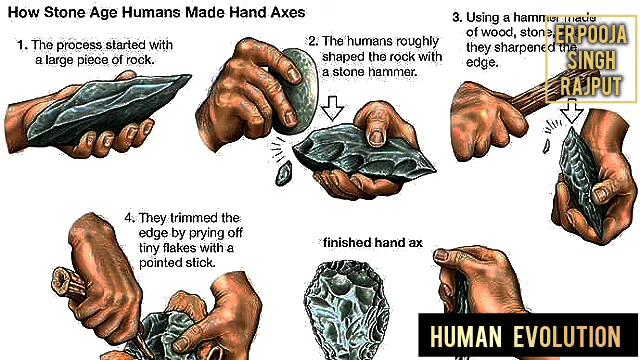 How Stone Age Humans Made Hand Axes
1. The process started with
a large piece of rock.
2. The humans roughly
shaped the rock with
a stone hammer.
3. Using a hammer made
of wood, stone,
they sharpened the
edge.
ERPOOJA
SINGH
RAJPUT
4. They trimmed the
edge by prying off
tiny flakes with a
pointed stick.
finished hand ax
HUMAN EVOLUTION